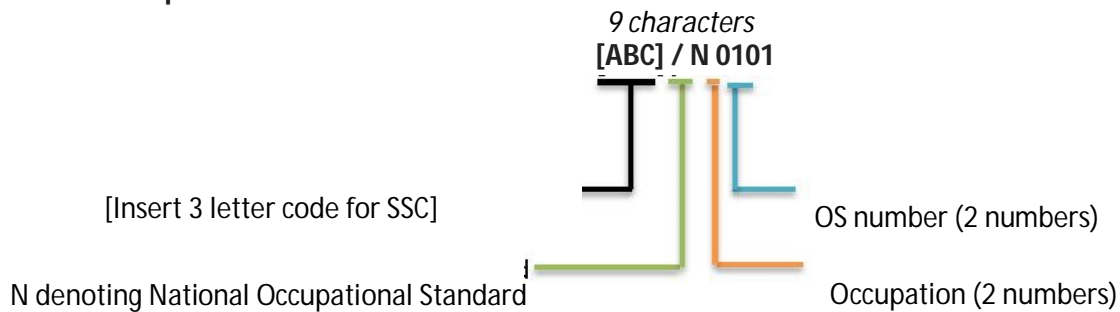 9 characters
[ABC] / N 0101
[Insert 3 letter code for SSC]
OS number (2 numbers)
N denoting National Occupational Standard
Occupation (2 numbers)